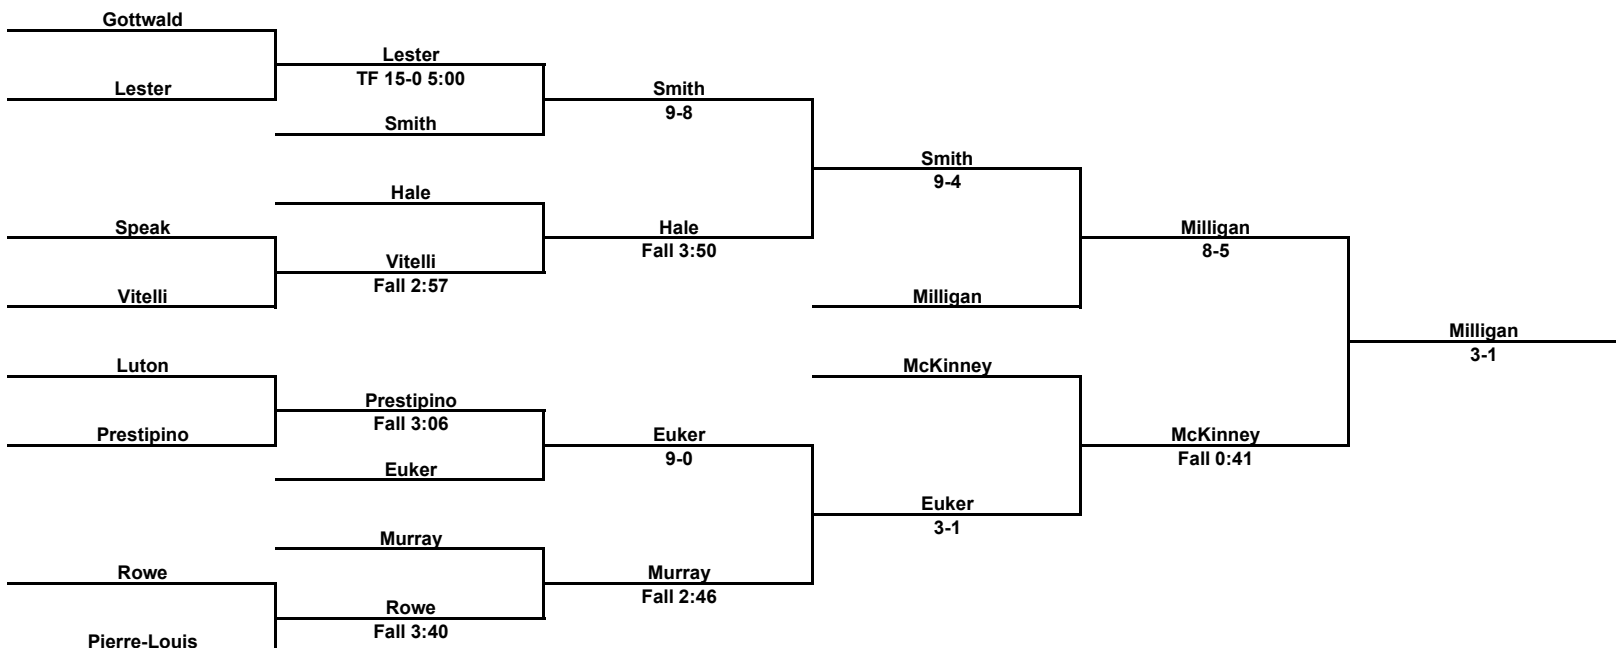 Gottwald
Lester
TF 15-0 5:00
Lester
Smith
9-8
Smith
Smith
9-4
Hale
Speak
Hale
Fall 3:50
Milligan
8-5
Vitelli
Fall 2:57
Vitelli
Milligan
Milligan
3-1
Luton
McKinney
Prestipino
Fall 3:06
Prestipino
Euker
9-0
McKinney
Fall 0:41
Euker
Euker
3-1
Murray
Rowe
Murray
Fall 2:46
Rowe
Fall 3:40
Pierre-Louis